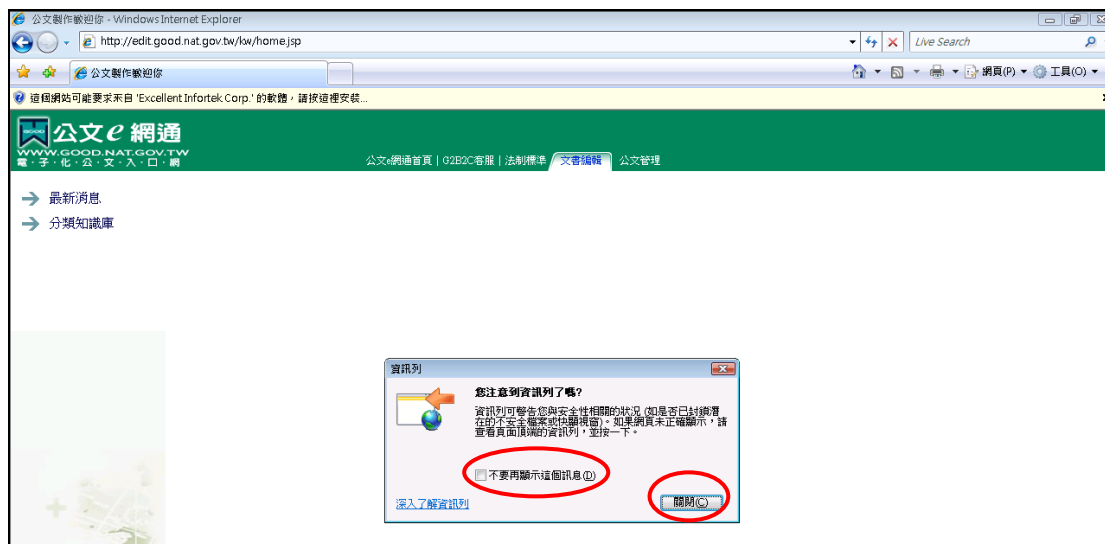 公文製作歡迎你 - Windows Internet Explorer
http://edit.good.nat.gov.tw/kw/home.jsp
Live Search
公文製作歡迎你
網頁(P)
工具(O)
這個網站可能要求來自 'Excellent Infortek Corp.' 的軟體，請按這裡安裝...
公文e網通
WWW.GOOD.NAT.GOV.TW
電‧子‧化‧公‧文‧入‧口‧網
公文e網通首頁 | G2B2C客服 | 法制標準 文書編輯 公文管理
最新消息
分類知識庫
資訊列
您注意到資訊列了嗎?
資訊列可警告您與安全性相關的狀況 (如是否已封鎖潛
在的不安全檔案或快顯視窗)。如果網頁未正確顯示，請
查看頁面頂端的資訊列，並按一下。
不要再顯示這個訊息(D)
深入了解資訊列
關閉(C)